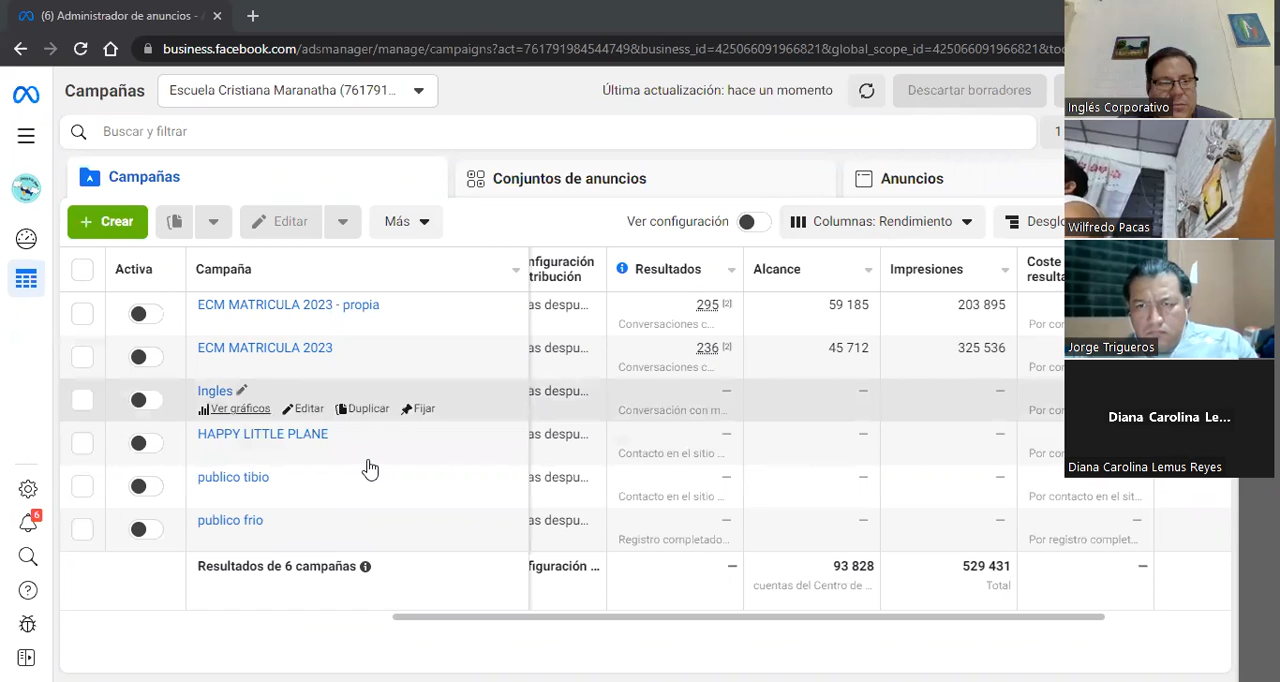 (6) Administrador de anuncios -
business.facebook.com/adsmanager/manage/campaigns?act=761791984544749&business_id=425066091966821&global_scope_id=425066091966821&too
Campañas
Escuela Cristiana Maranatha (761791...
Última actualización: hace un momento
Descartar borradores
Buscar y filtrar
1
Campañas
Conjuntos de anuncios
Anuncios
+ Crear
Editar
Más
Ver configuración
Columnas: Rendimiento
Desglo
Activa
Campaña
nfiguración
tribución
Resultados
Alcance
Impresiones
Coste
resulta
ECM MATRICULA 2023 - propia
as despu...
295 [2]
Conversaciones c...
59 185
203 895
Por con
ECM MATRICULA 2023
as despu...
236 [2]
Conversaciones c...
45 712
325 536
Por con
Ingles
Ver gráficos
Editar
Duplicar
Fijar
as despu...
—
Conversación con m...
—
—
Por co
HAPPY LITTLE PLANE
as despu...
—
Contacto en el sitio ...
—
—
Por co
publico tibio
as despu...
—
Contacto en el sitio ...
—
—
Por contacto en el sit...
publico frio
as despu...
—
Registro completado...
—
—
—
Por registro complet...
Resultados de 6 campañas
figuración ...
—
93 828
cuentas del Centro de ...
529 431
Total
—
6
Inglés Corporativo
Wilfredo Pacas
Jorge Trigueros
Diana Carolina Le...
Diana Carolina Lemus Reyes